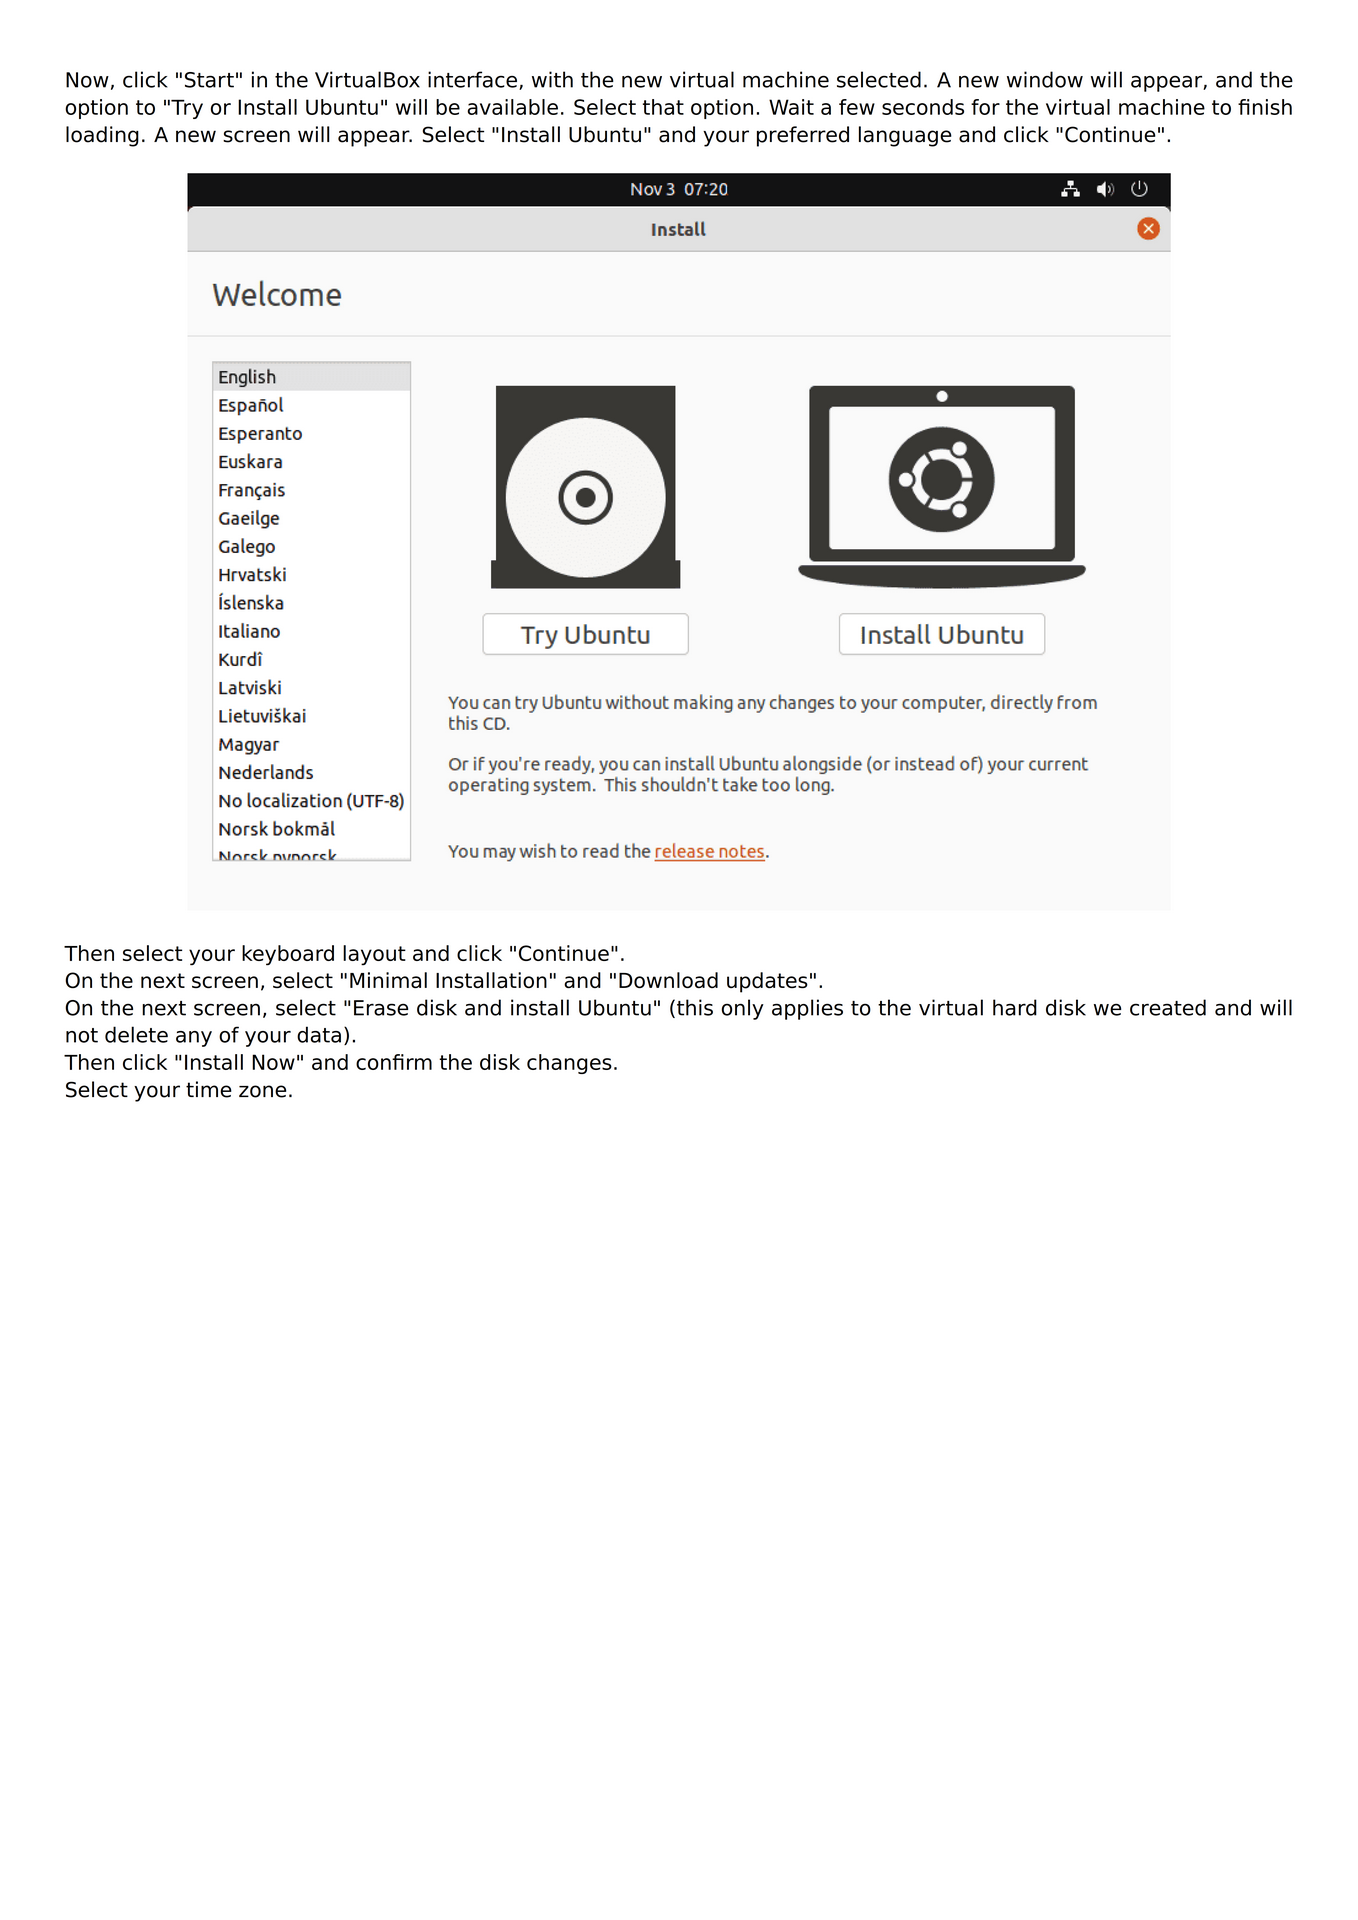 Now, click "Start" in the VirtualBox interface, with the new virtual machine selected. A new window will appear, and the
option to "Try or Install Ubuntu" will be available. Select that option. Wait a few seconds for the virtual machine to finish
loading. A new screen will appear. Select "Install Ubuntu" and your preferred language and click "Continue".
Nov 3 07:20
Install
Welcome
English
Español
Esperanto
Euskara
Français
Gaeilge
Galego
Hrvatski
Íslenska
Italiano
Kurdî
Latviski
Lietuviškai
Magyar
Nederlands
No localization (UTF-8)
Norsk bokmål
Norsk nynorsk
Try Ubuntu
Install Ubuntu
You can try Ubuntu without making any changes to your computer, directly from
this CD.
Or if you're ready, you can install Ubuntu alongside (or instead of) your current
operating system. This shouldn't take too long.
You may wish to read the release notes.
Then select your keyboard layout and click "Continue".
On the next screen, select "Minimal Installation" and "Download updates".
On the next screen, select "Erase disk and install Ubuntu" (this only applies to the virtual hard disk we created and will
not delete any of your data).
Then click "Install Now" and confirm the disk changes.
Select your time zone.